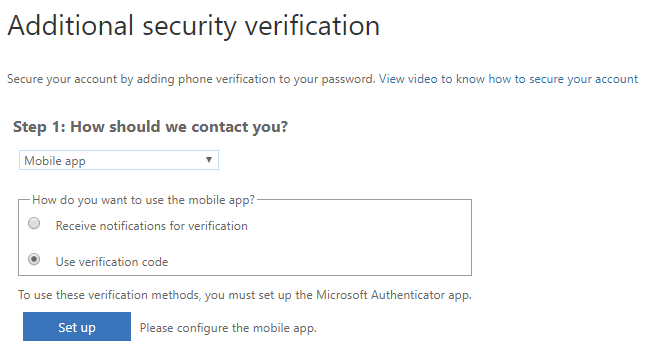 Additional security verification
Secure your account by adding phone verification to your password. View video to know how to secure your account
Step 1: How should we contact you?
Mobile app
How do you want to use the mobile app?
Receive notifications for verification
Use verification code
To use these verification methods, you must set up the Microsoft Authenticator app.
Set up Please configure the mobile app.